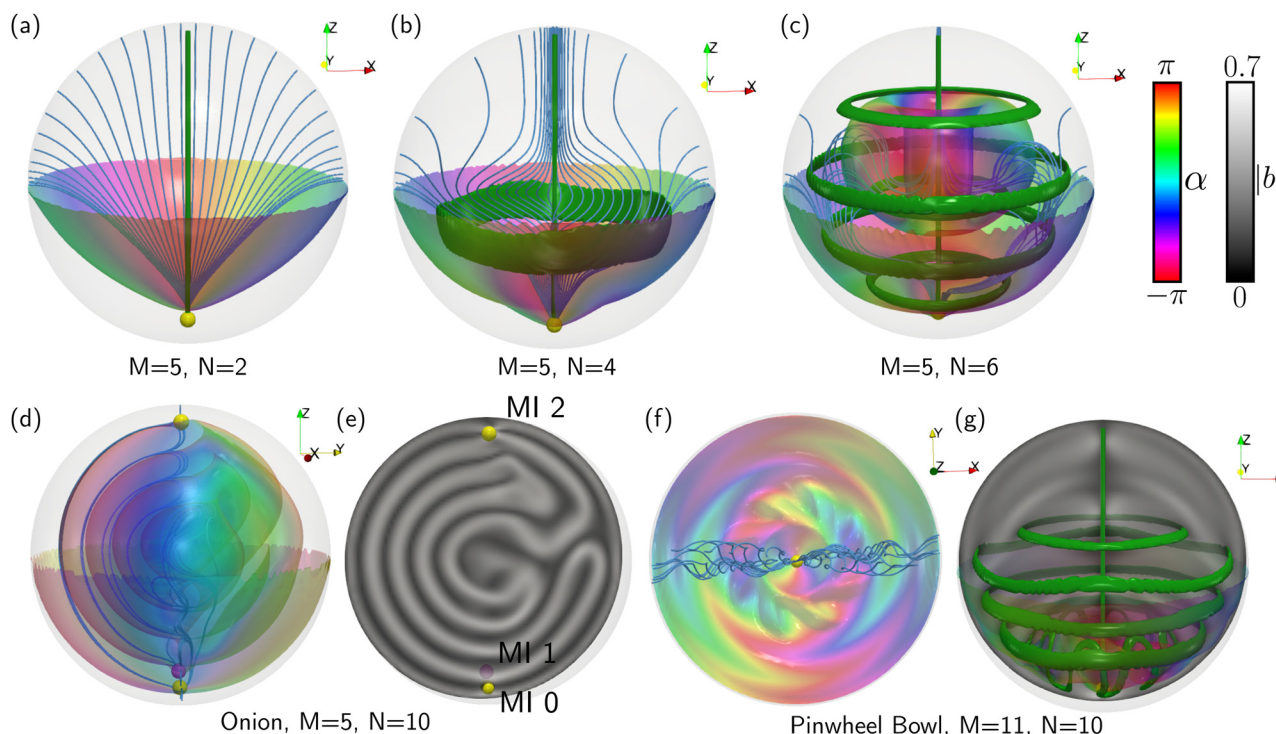 (a)
(b)
(c)
Z
Y
X
Z
Y
X
Z
Y
X
π
0.7
α
|b
−π
0
M=5, N=2
M=5, N=4
M=5, N=6
(d)
(e)
(f)
(g)
Z
X
Y
MI 2
MI 1
MI 0
Y
Z
X
Z
Y
Onion, M=5, N=10
Pinwheel Bowl, M=11, N=10